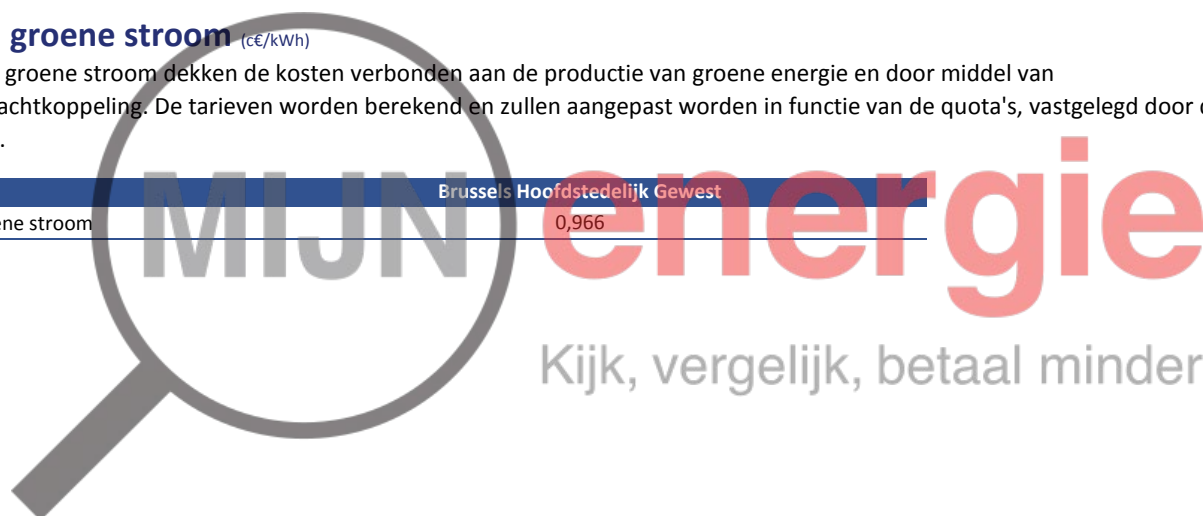 groene stroom (c€/kWh)
groene stroom dekken de kosten verbonden aan de productie van groene energie en door middel van
achtkoppeling. De tarieven worden berekend en zullen aangepast worden in functie van de quota's, vastgelegd door
.
Brussels Hoofdstedelijk Gewest
ene stroom 0,966
MIJN energie
Kijk, vergelijk, betaal minder